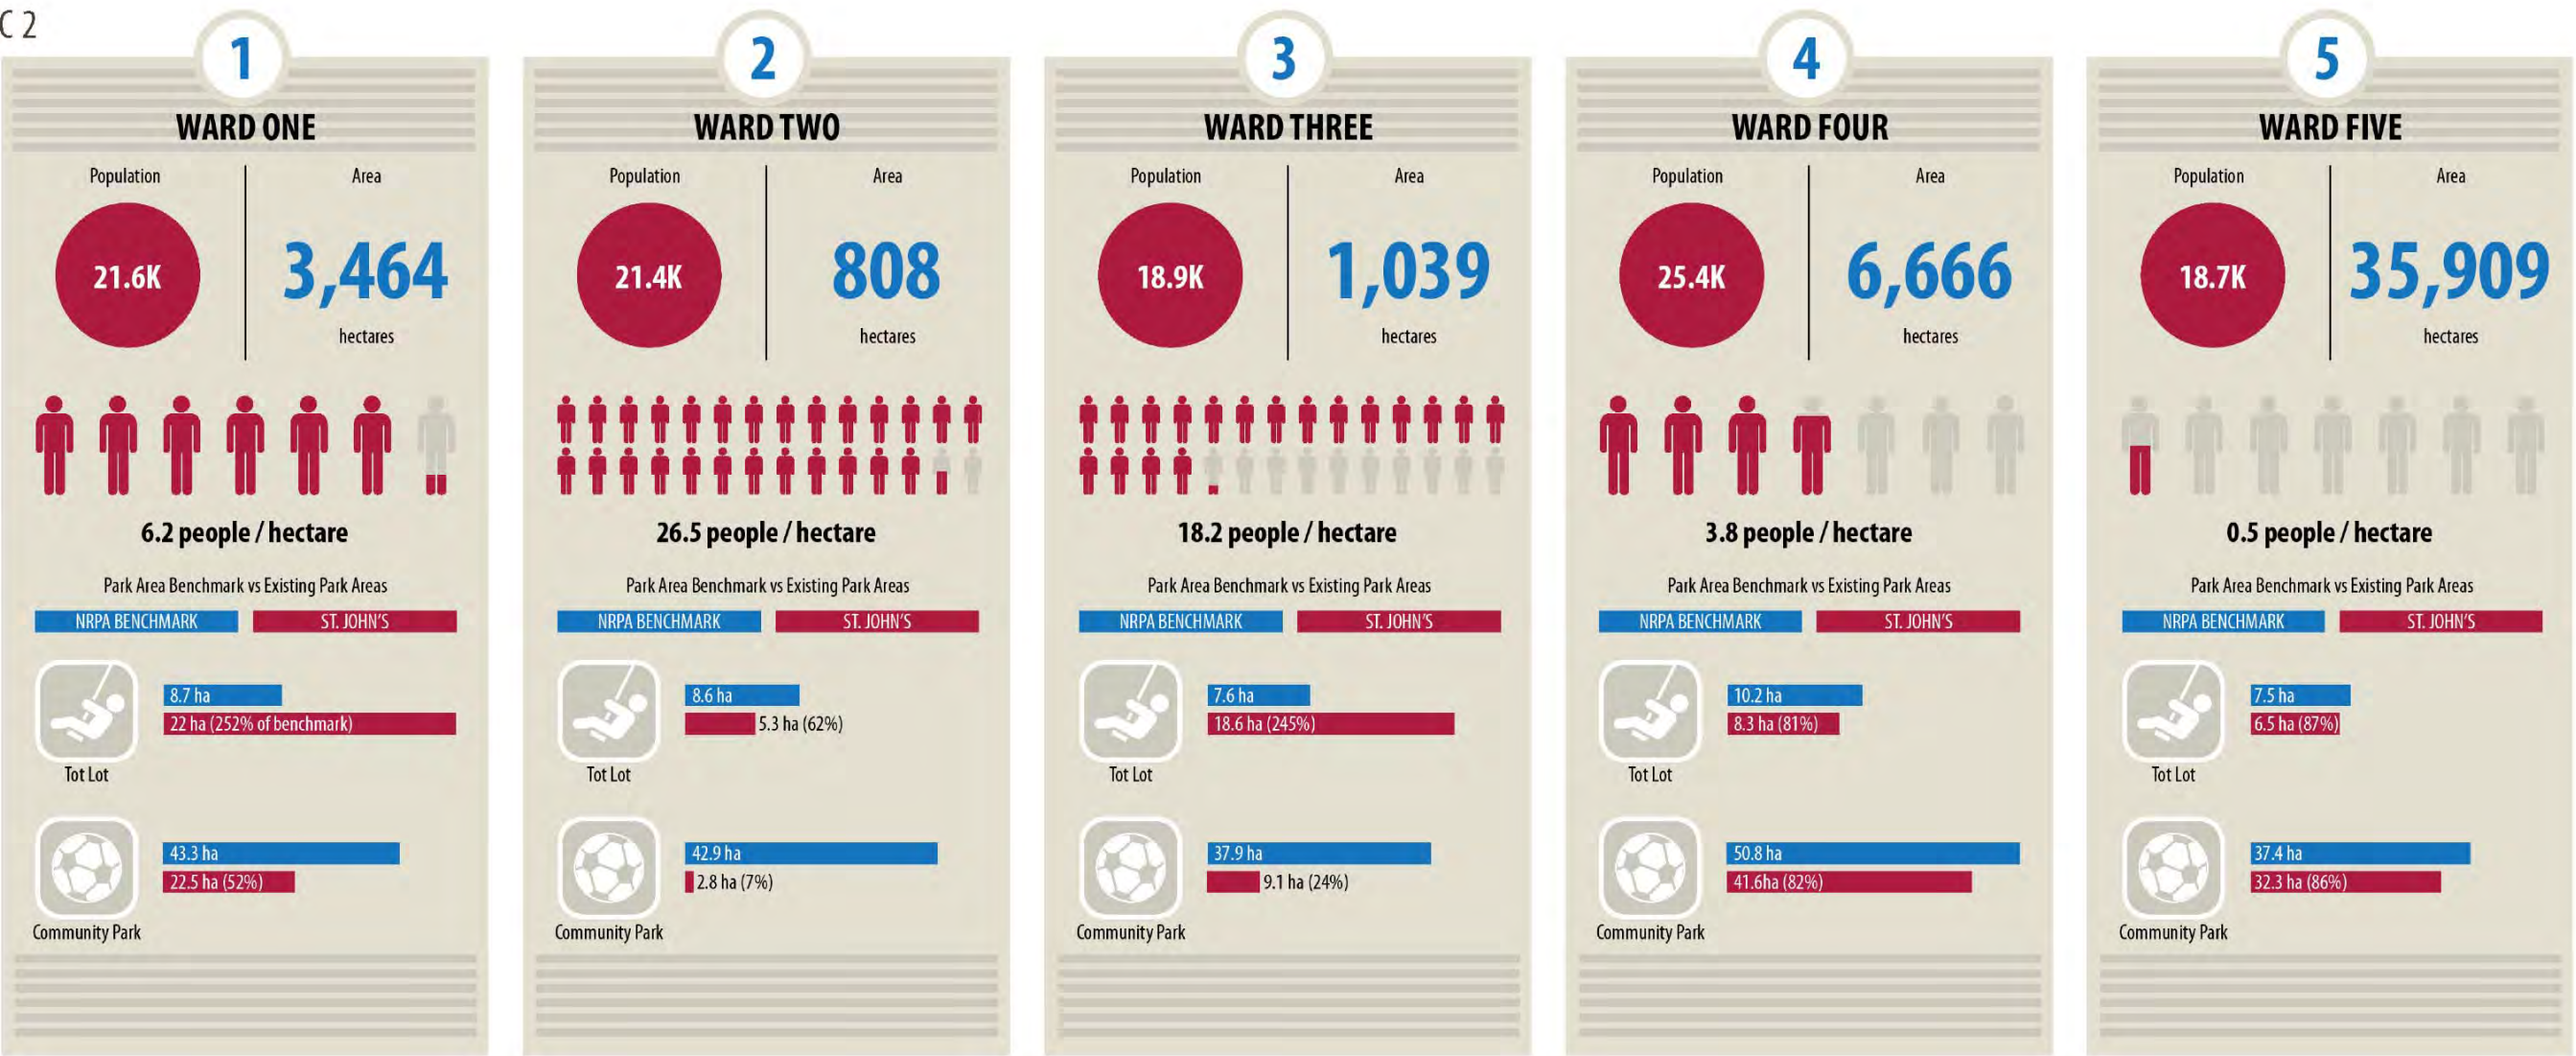 C 2
1
WARD ONE
Population
Area
21.6K
3,464
hectares
6.2 people / hectare
Park Area Benchmark vs Existing Park Areas
NRPA BENCHMARK
ST. JOHN'S
8.7 ha
22 ha (252% of benchmark)
Tot Lot
43.3 ha
22.5 ha (52%)
Community Park
2
WARD TWO
Population
Area
21.4K
808
hectares
26.5 people / hectare
Park Area Benchmark vs Existing Park Areas
NRPA BENCHMARK
ST. JOHN'S
8.6 ha
5.3 ha (62%)
Tot Lot
42.9 ha
2.8 ha (7%)
Community Park
3
WARD THREE
Population
Area
18.9K
1,039
hectares
18.2 people / hectare
Park Area Benchmark vs Existing Park Areas
NRPA BENCHMARK
ST. JOHN'S
7.6 ha
18.6 ha (245%)
Tot Lot
37.9 ha
9.1 ha (24%)
Community Park
4
WARD FOUR
Population
Area
25.4K
6,666
hectares
3.8 people / hectare
Park Area Benchmark vs Existing Park Areas
NRPA BENCHMARK
ST. JOHN'S
10.2 ha
8.3 ha (81%)
Tot Lot
50.8 ha
41.6ha (82%)
Community Park
5
WARD FIVE
Population
Area
18.7K
35,909
hectares
0.5 people / hectare
Park Area Benchmark vs Existing Park Areas
NRPA BENCHMARK
ST. JOHN'S
7.5 ha
6.5 ha (87%)
Tot Lot
37.4 ha
32.3 ha (86%)
Community Park